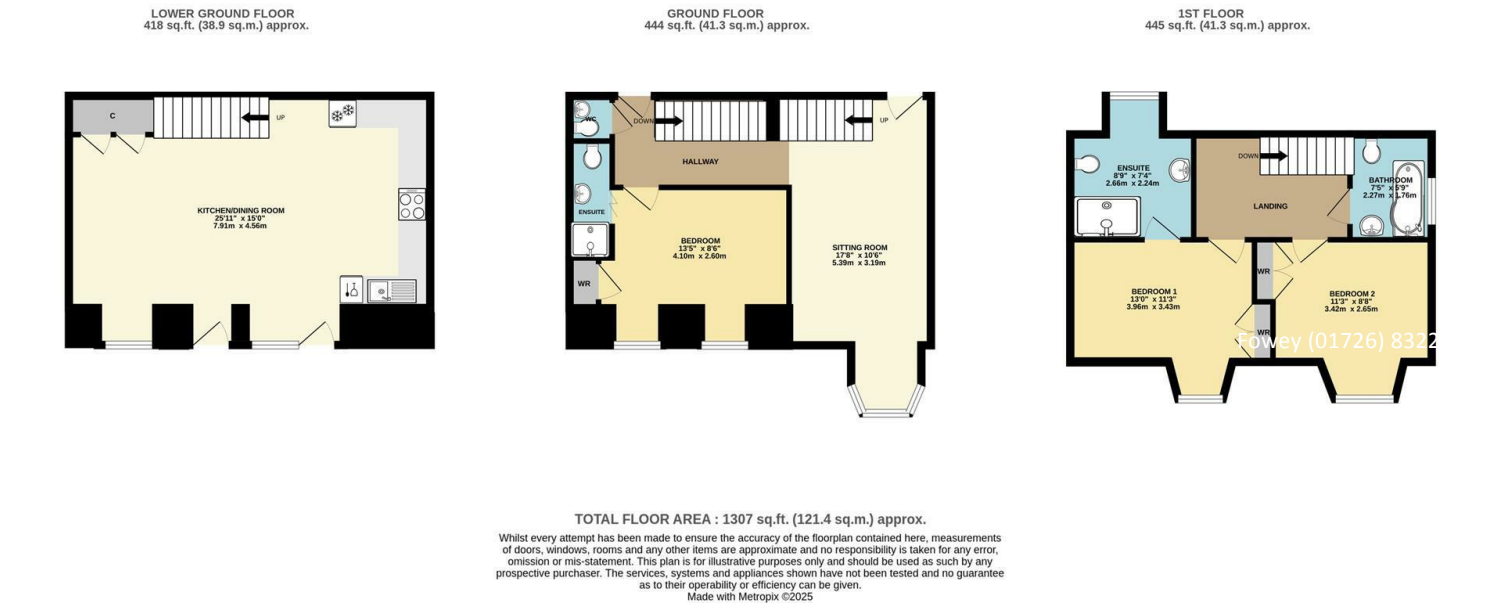 LOWER GROUND FLOOR
418 sq.ft. (38.9 sq.m.) approx.
C
UP
KITCHEN/DINING ROOM
25'11" x 15'0"
7.91m x 4.56m
GROUND FLOOR
444 sq.ft. (41.3 sq.m.) approx.
WC
DOWN
UP
HALLWAY
ENSUITE
BEDROOM
13'5" x 8'6"
4.10m x 2.60m
SITTING ROOM
17'8" x 10'6"
5.39m x 3.19m
WR
1ST FLOOR
445 sq.ft. (41.3 sq.m.) approx.
ENSUITE
8'9" x 7'4"
2.66m x 2.24m
DOWN
BATHROOM
7'5" x 5'9"
2.27m x 1.76m
LANDING
WR
BEDROOM 1
13'0" x 11'3"
3.96m x 3.43m
BEDROOM 2
11'3" x 8'8"
3.42m x 2.65m
WR
Fowey (01726) 8322
TOTAL FLOOR AREA : 1307 sq.ft. (121.4 sq.m.) approx.
Whilst every attempt has been made to ensure the accuracy of the floorplan contained here, measurements
of doors, windows, rooms and any other items are approximate and no responsibility is taken for any error,
omission or mis-statement. This plan is for illustrative purposes only and should be used as such by any
prospective purchaser. The services, systems and appliances shown have not been tested and no guarantee
as to their operability or efficiency can be given.
Made with Metropix ©2025